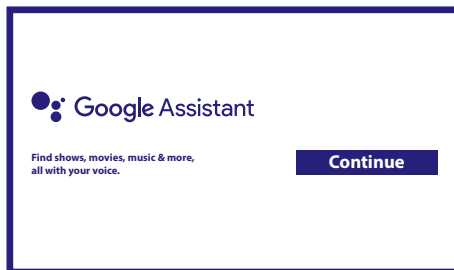 Google Assistant
Find shows, movies, music & more,
all with your voice.
Continue